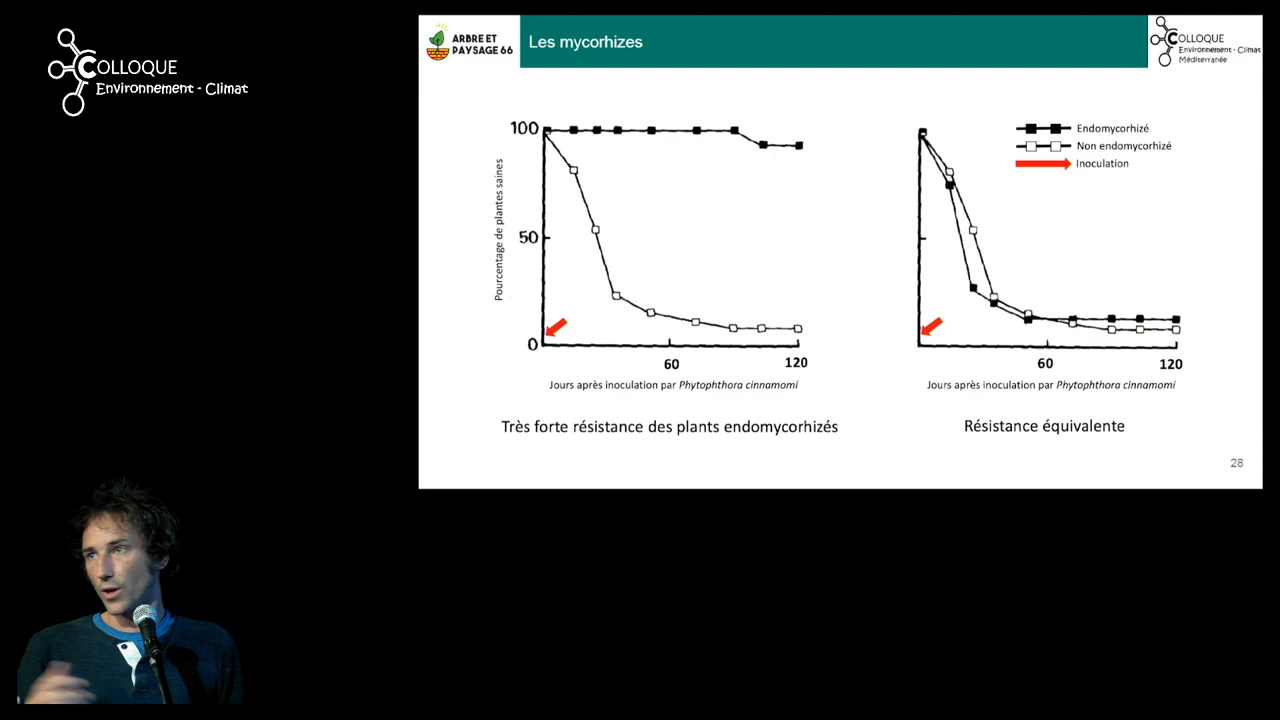 COLLOQUE
Environnement - Climat
ARBRE ET
PAYSAGE 66
Les mycorhizes
COLLOQUE
Environnement - Climat
Méditerranée
100
50
0
Pourcentage de plantes saines
60
120
Jours après inoculation par Phytophthora cinnamomi
Très forte résistance des plants endomycorhizés
Endomycorhizé
Non endomycorhizé
Inoculation
60
120
Jours après inoculation par Phytophthora cinnamomi
Résistance équivalente
28